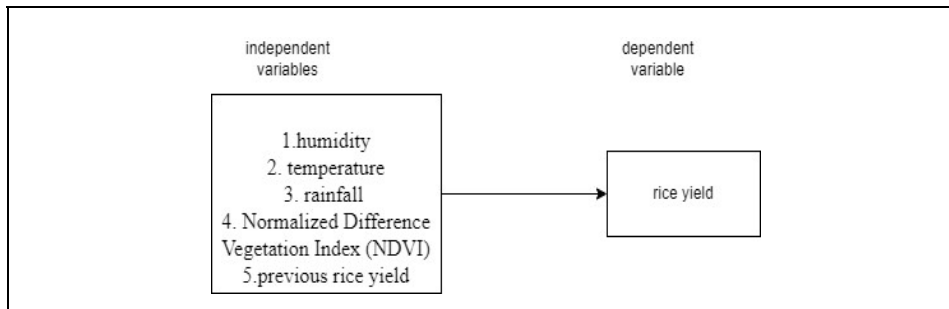 independent
variables
dependent
variable
1.humidity
2. temperature
3. rainfall
4. Normalized Difference
Vegetation Index (NDVI)
5.previous rice yield
rice yield